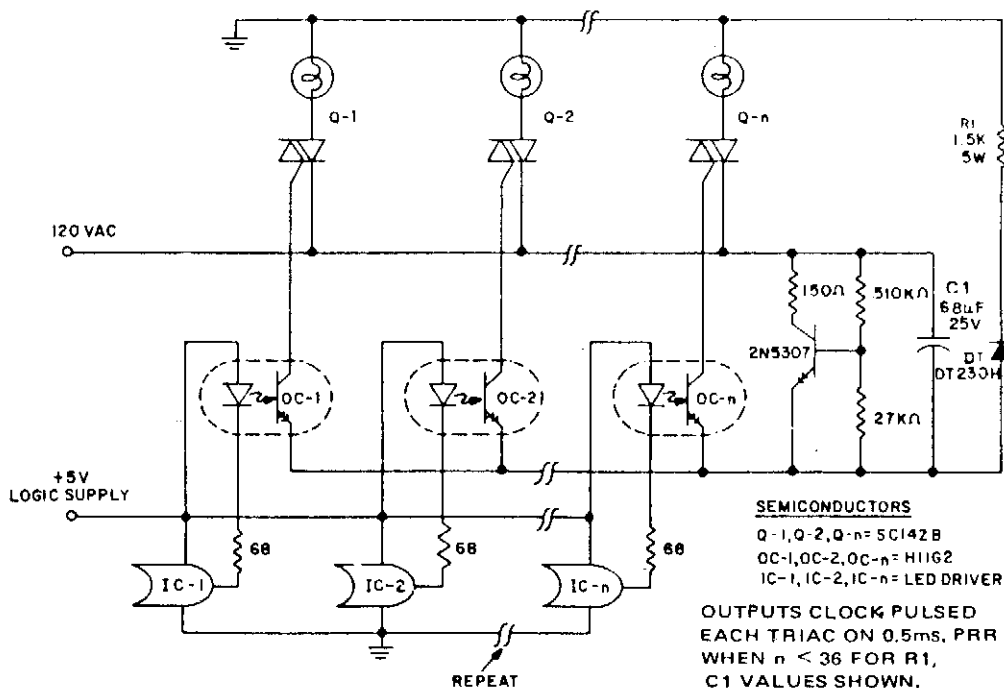 Q-1
Q-2
Q-n
R1
1.5K
5W
120 VAC
150Ω
510KΩ
C1
68µF
25V
2N5307
DT
DT230H
OC-1
OC-2
OC-n
27KΩ
+5V
LOGIC SUPPLY
68
68
68
IC-1
IC-2
IC-n
SEMICONDUCTORS
Q-1,Q-2,Q-n= SC142B
OC-1,OC-2,OC-n= H11G2
IC-1, IC-2, IC-n= LED DRIVER
OUTPUTS CLOCK PULSED
EACH TRIAC ON 0.5ms, PRR
WHEN n < 36 FOR R1,
C1 VALUES SHOWN.
REPEAT